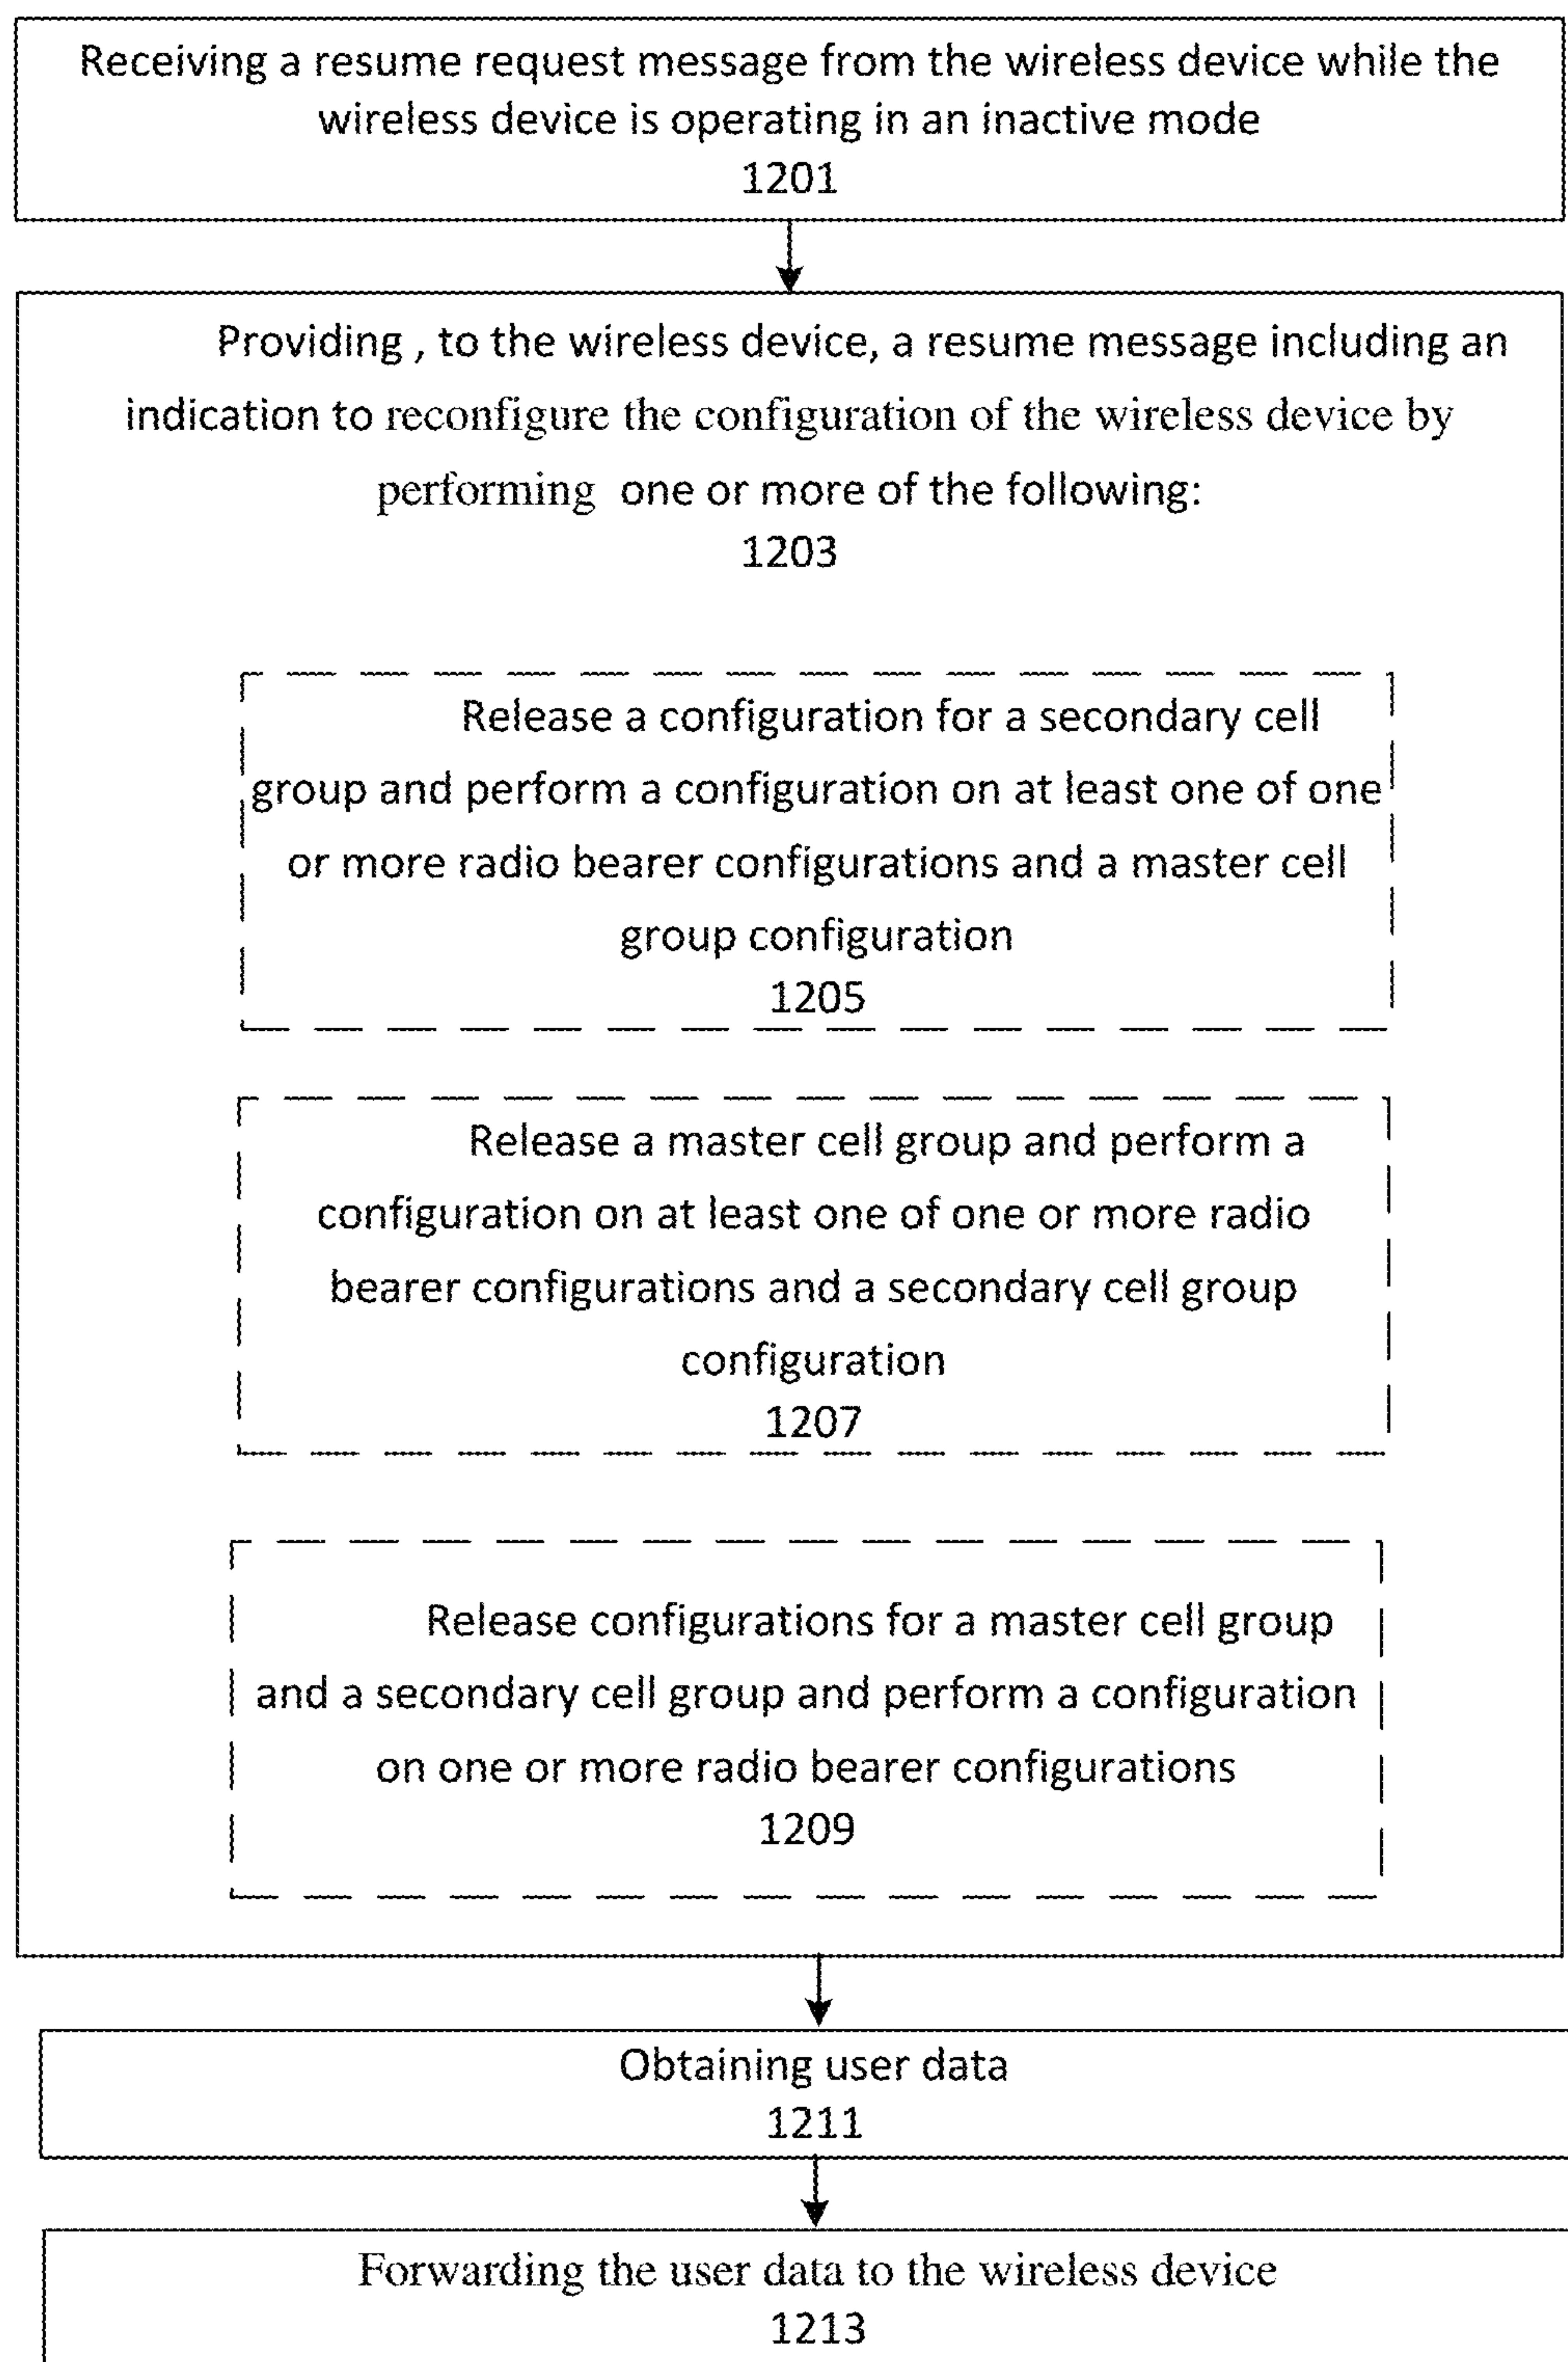 Receiving a resume request message from the wireless device while the
wireless device is operating in an inactive mode
1201
Providing , to the wireless device, a resume message including an
indication to reconfigure the configuration of the wireless device by
performing one or more of the following:
1203
Release a configuration for a secondary cell
group and perform a configuration on at least one of one
or more radio bearer configurations and a master cell
group configuration
1205
Release a master cell group and perform a
configuration on at least one of one or more radio
bearer configurations and a secondary cell group
configuration
1207
Release configurations for a master cell group
and a secondary cell group and perform a configuration
on one or more radio bearer configurations
1209
Obtaining user data
1211
Forwarding the user data to the wireless device
1213